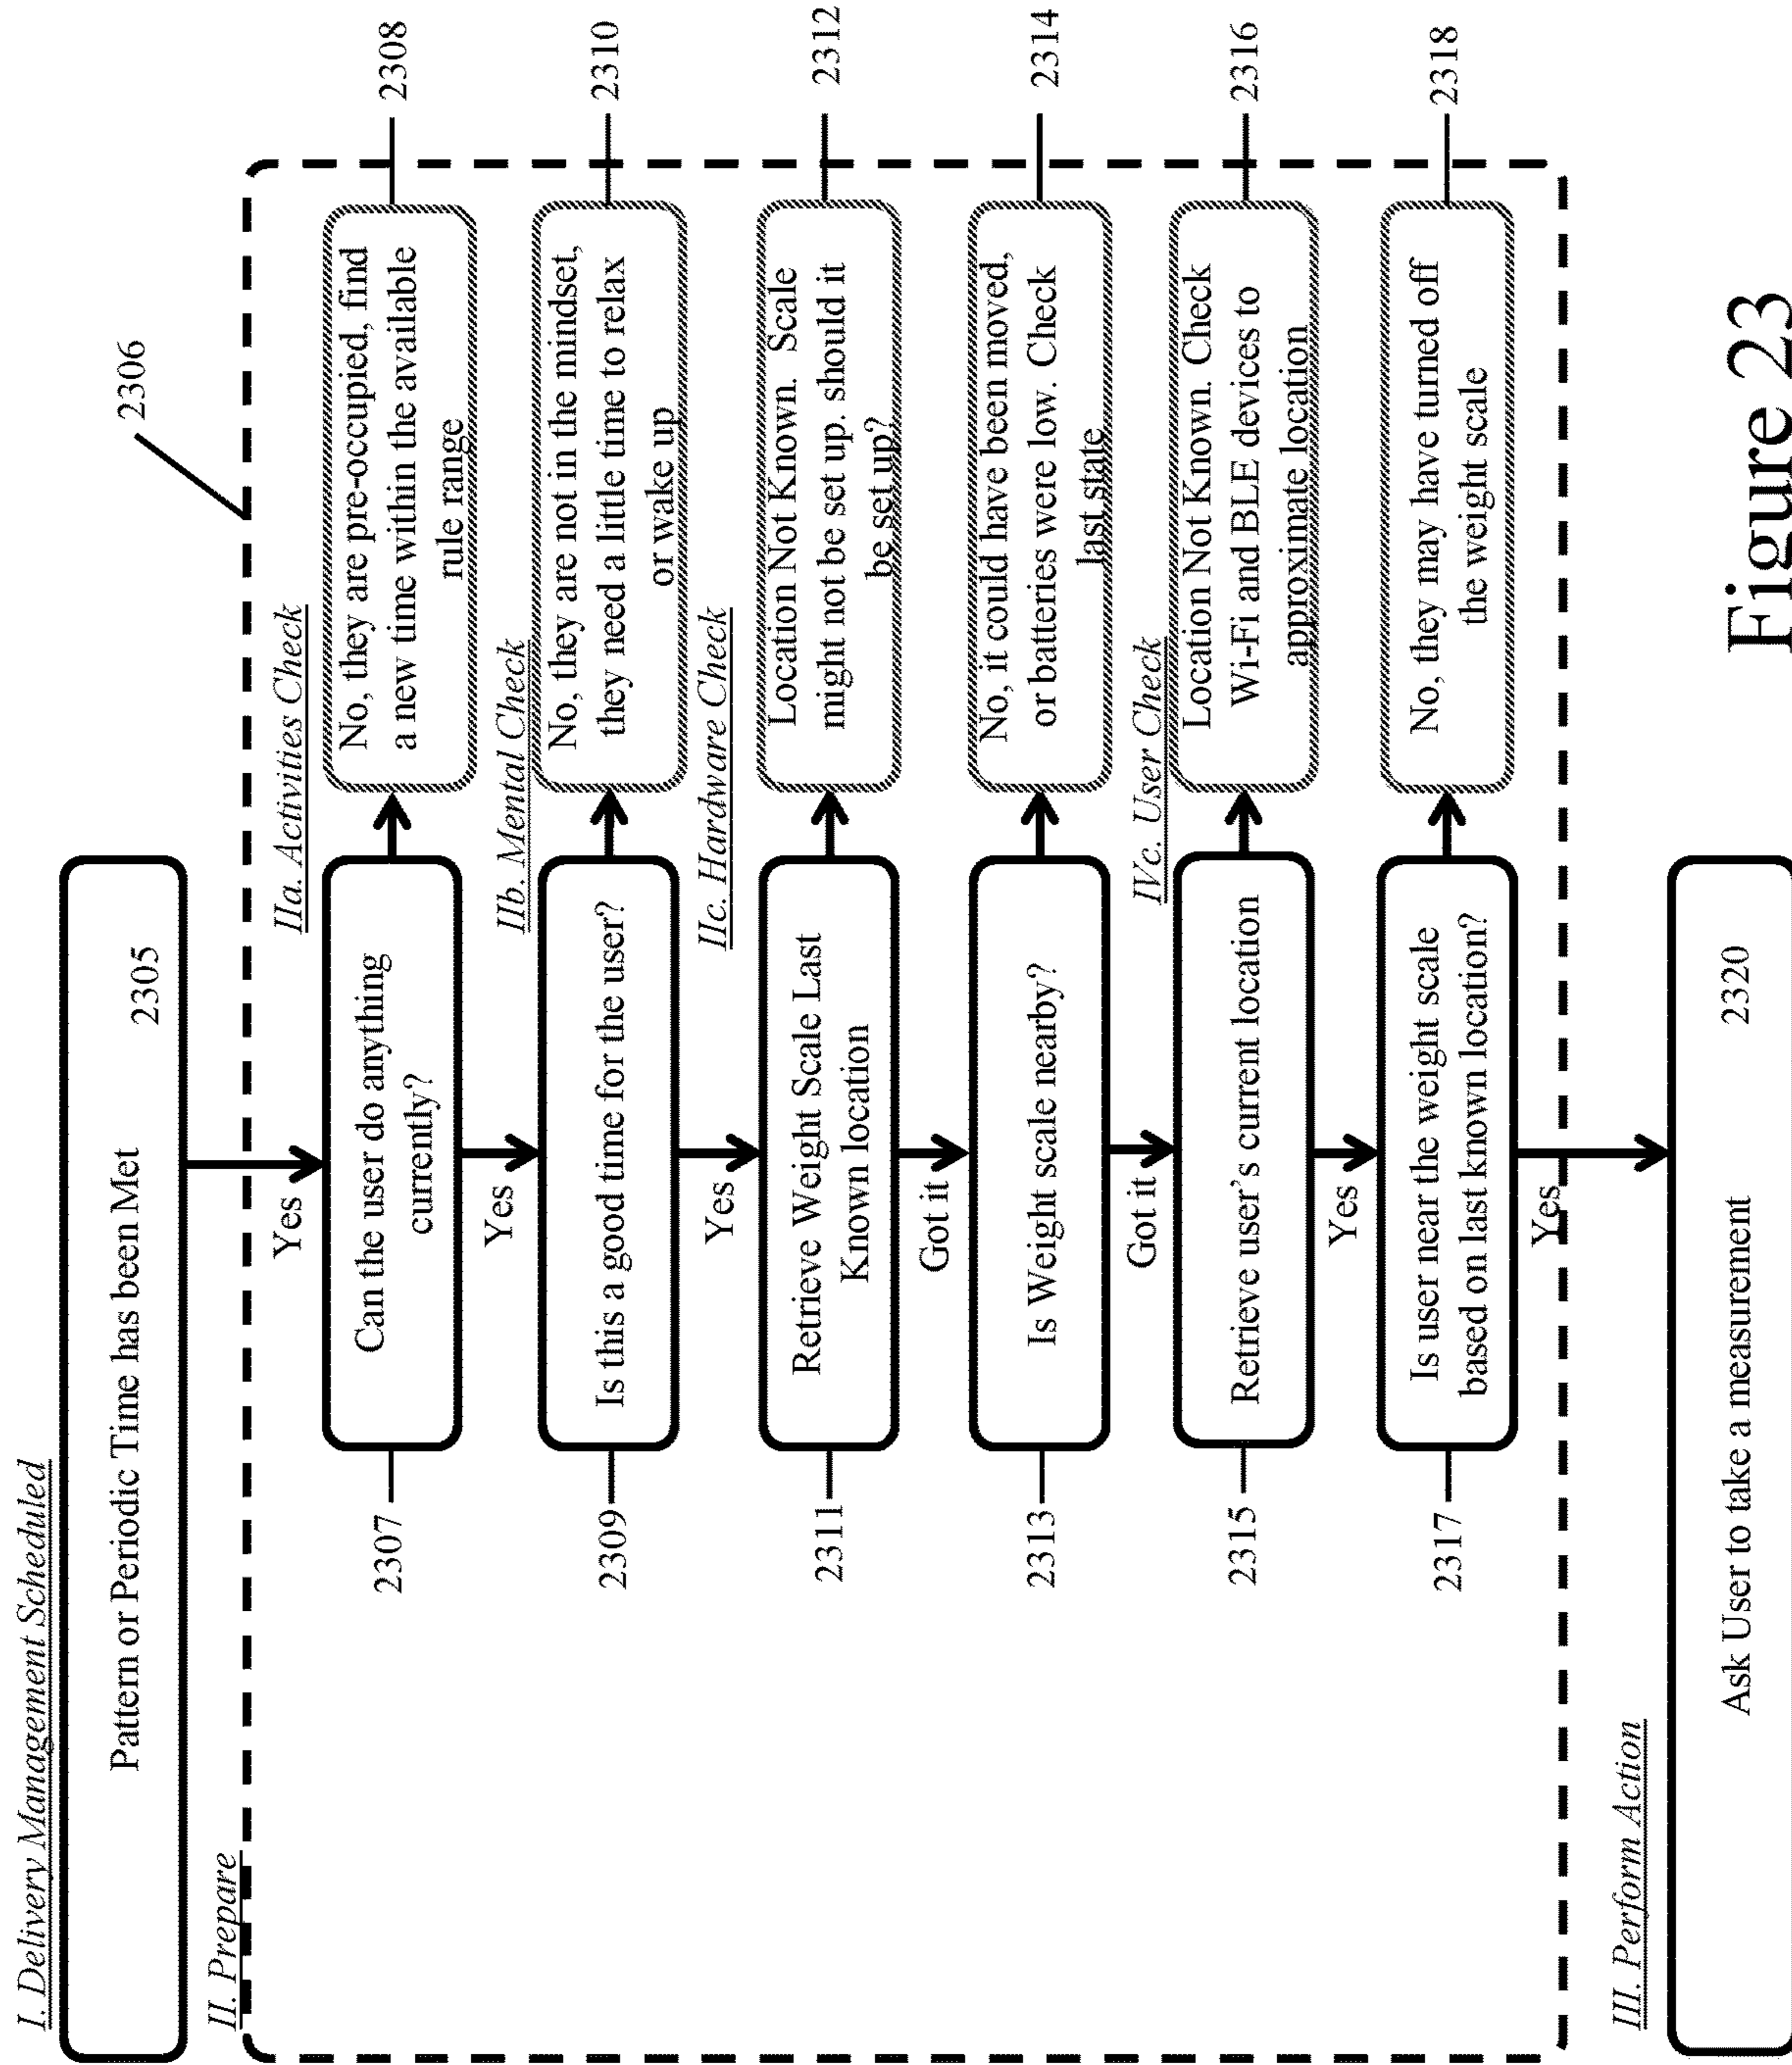 I. Delivery Management Scheduled
Pattern or Periodic Time has been Met
2305
II. Prepare
2306
Yes
IIa. Activities Check
2307
Can the user do anything
currently?
No, they are pre-occupied, find
a new time within the available
rule range
2308
Yes
IIb. Mental Check
2309
Is this a good time for the user?
No, they are not in the mindset,
they need a little time to relax
or wake up
2310
Yes
IIc. Hardware Check
2311
Retrieve Weight Scale Last
Known location
Location Not Known. Scale
might not be set up. should it
be set up?
2312
Got it
2313
Is Weight scale nearby?
No, it could have been moved,
or batteries were low. Check
last state
2314
Got it
IVc. User Check
2315
Retrieve user's current location
Location Not Known. Check
Wi-Fi and BLE devices to
approximate location
2316
Yes
2317
Is user near the weight scale
based on last known location?
No, they may have turned off
the weight scale
2318
Yes
III. Perform Action
Ask User to take a measurement
2320
Figure 23